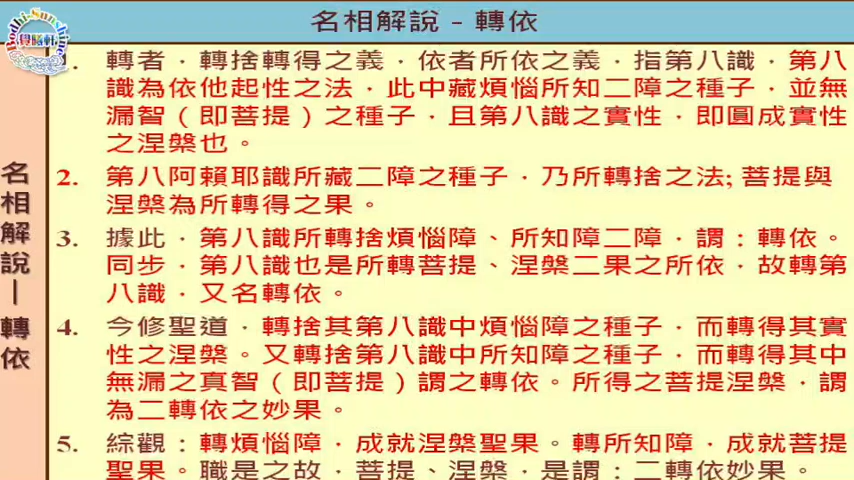 名相解說 - 轉依
Bodhi-Sunshine
覺曦軒
名相解說－轉依
1. 轉者，轉捨轉得之義，依者所依之義，指第八識，第八
識為依他起性之法，此中藏煩惱所知二障之種子，並無
漏智（即菩提）之種子，且第八識之實性，即圓成實性
之涅槃也。
2. 第八阿賴耶識所藏二障之種子，乃所轉捨之法; 菩提與
涅槃為所轉得之果。
3. 據此，第八識所轉捨煩惱障、所知障二障，謂：轉依。
同步，第八識也是所轉菩提、涅槃二果之所依，故轉第
八識，又名轉依。
4. 今修聖道，轉捨其第八識中煩惱障之種子，而轉得其實
性之涅槃。又轉捨第八識中所知障之種子，而轉得其中
無漏之真智（即菩提）謂之轉依。所得之菩提涅槃，謂
為二轉依之妙果。
5. 綜觀：轉煩惱障，成就涅槃聖果。轉所知障，成就菩提
聖果。職是之故，菩提、涅槃，是謂：二轉依妙果。